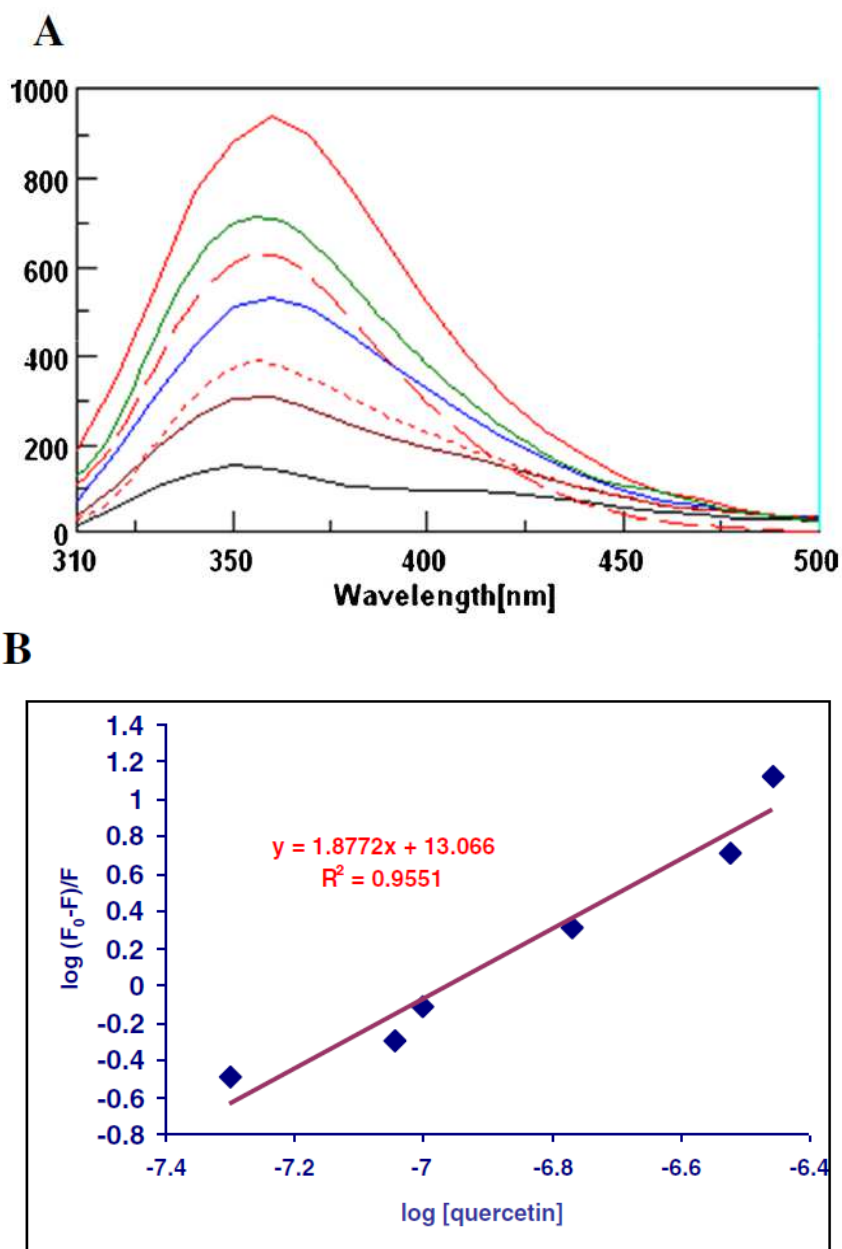 A
1000
800
600
400
200
0
310 350 400 450 500
Wavelength[nm]
B
1.4
1.2
1
0.8
0.6
0.4
0.2
0
-0.2
-0.4
-0.6
-0.8
log (F₀-F)/F
y = 1.8772x + 13.066
R² = 0.9551
-7.4 -7.2 -7 -6.8 -6.6 -6.4
log [quercetin]